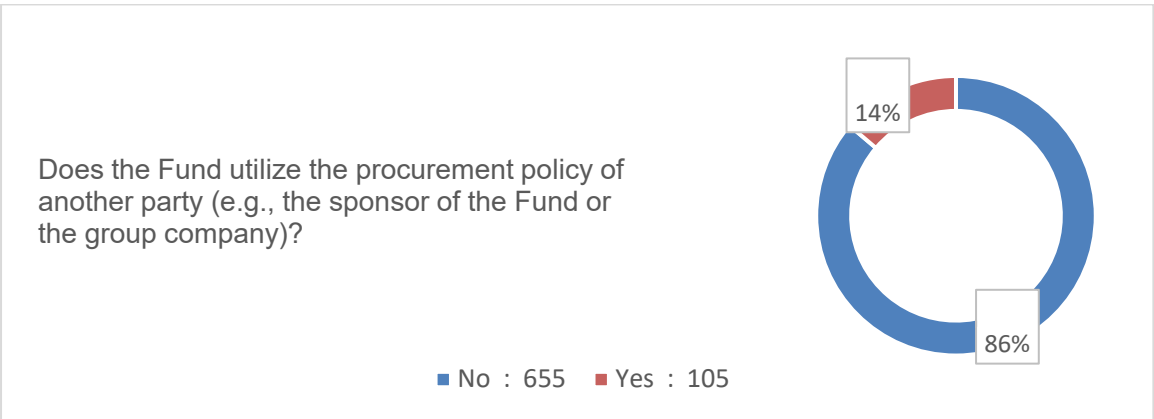 14%
Does the Fund utilize the procurement policy of
another party (e.g., the sponsor of the Fund or
the group company)?
86%
No : 655 Yes : 105